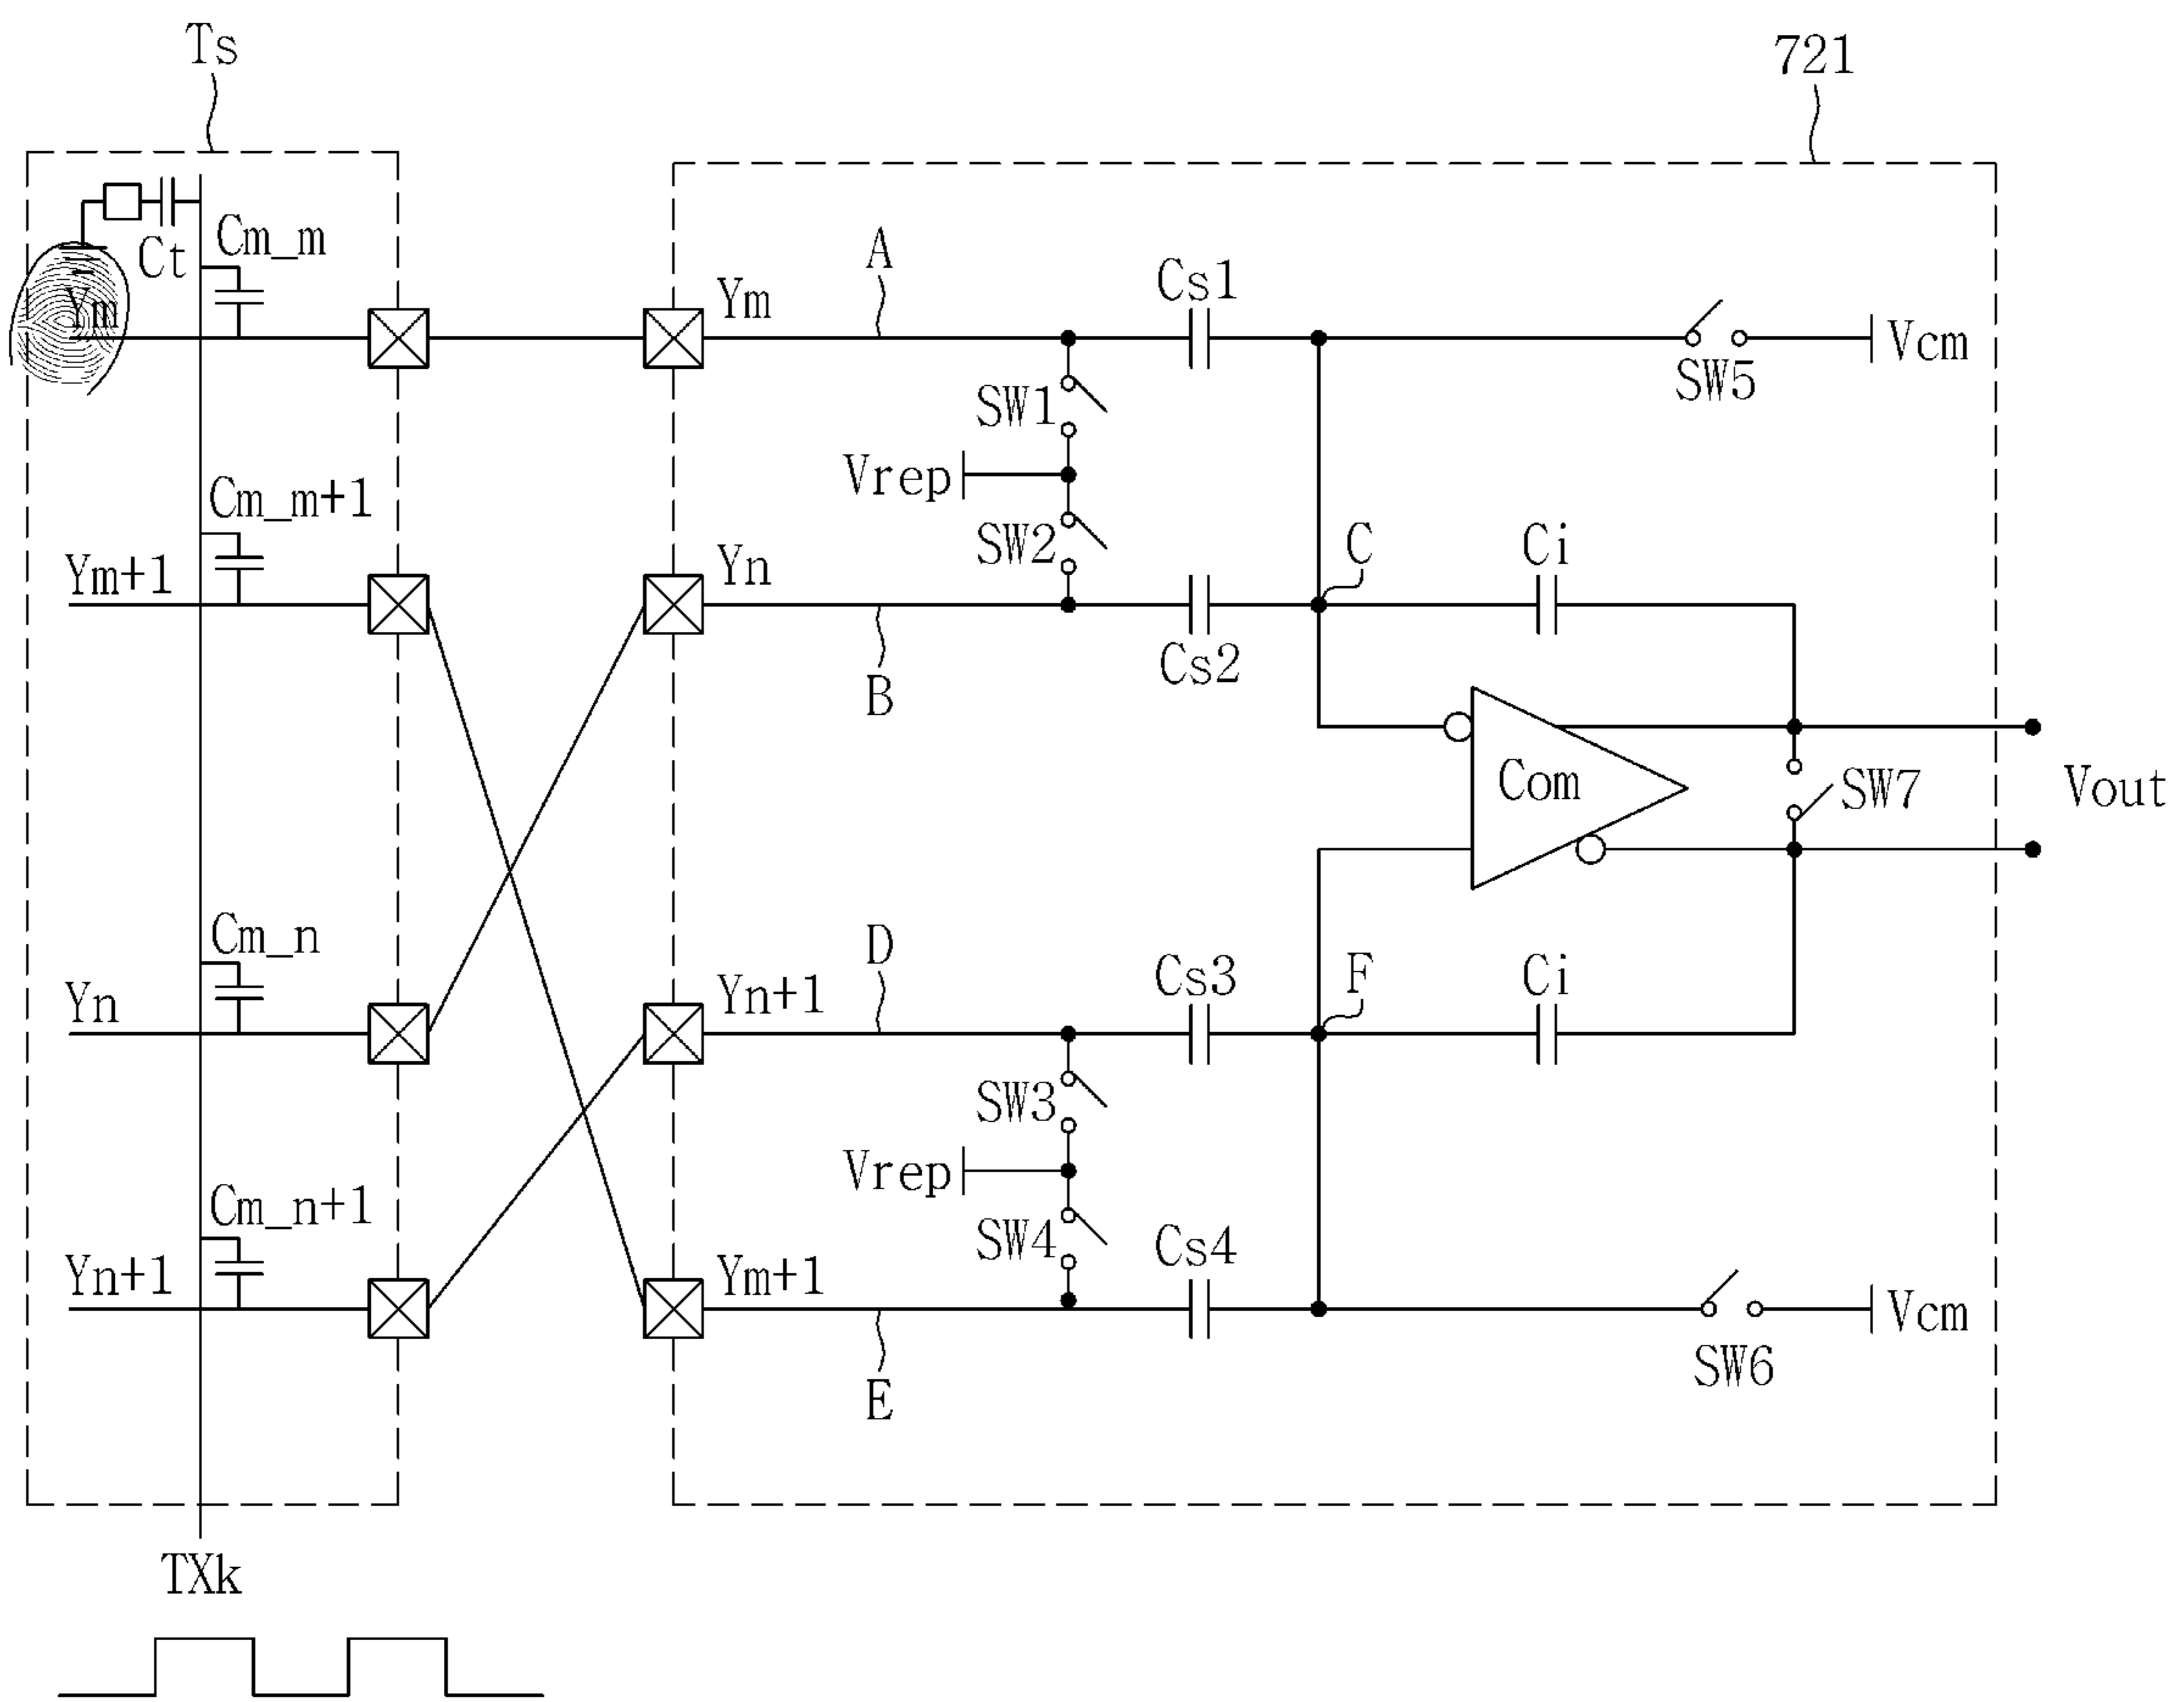 Ts
721
Cm_m
Ct
Ym
Ym
A
Cs1
SW5
Vcm
SW1
Vrep
SW2
Cm_m+1
Ym+1
Yn
B
Cs2
C
Ci
Com
SW7
Vout
Cm_n
Yn
Yn+1
D
Cs3
F
Ci
SW3
Vrep
SW4
Cm_n+1
Yn+1
Ym+1
E
Cs4
Vcm
SW6
TXk